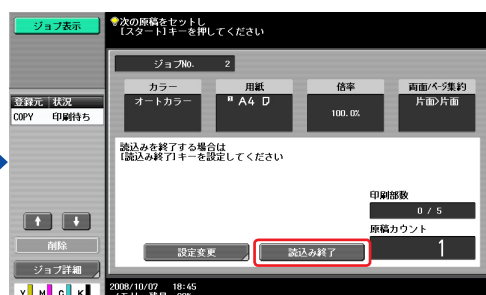 ジョブ表示
次の原稿をセットし
[スタート]キーを押してください
ジョブNo. 2
カラー 用紙 倍率 両面/ページ集約
オートカラー A4 100.0% 片面>片面
登録元 状況
COPY 印刷待ち
読込みを終了する場合は
[読込み終了]キーを設定してください
印刷部数
0 / 5
原稿カウント
1
削除
設定変更 読込み終了
ジョブ詳細
2008/10/07 18:45
Y M C K